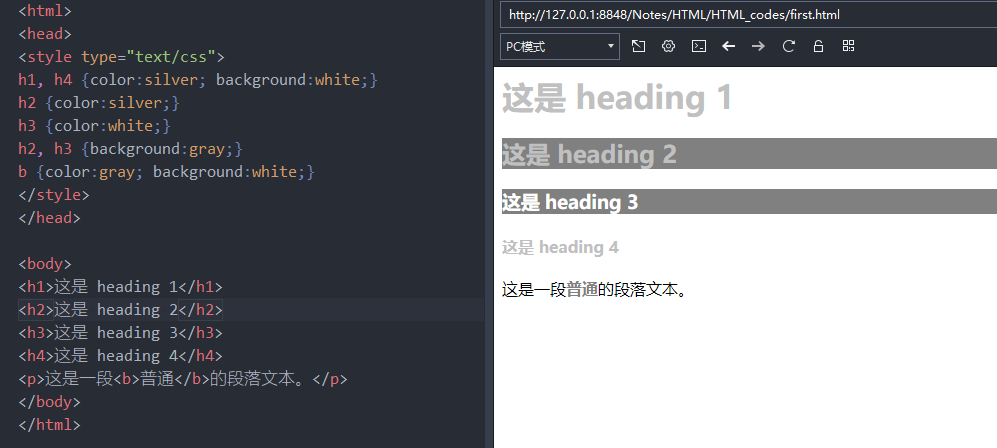 <html>
<head>
<style type="text/css">
h1, h4 {color:silver; background:white;}
h2 {color:silver;}
h3 {color:white;}
h2, h3 {background:gray;}
b {color:gray; background:white;}
</style>
</head>
<body>
<h1>这是 heading 1</h1>
<h2>这是 heading 2</h2>
<h3>这是 heading 3</h3>
<h4>这是 heading 4</h4>
<p>这是一段<b>普通</b>的段落文本。</p>
</body>
</html>
http://127.0.0.1:8848/Notes/HTML/HTML_codes/first.html
PC模式
这是 heading 1
这是 heading 2
这是 heading 3
这是 heading 4
这是一段普通的段落文本。